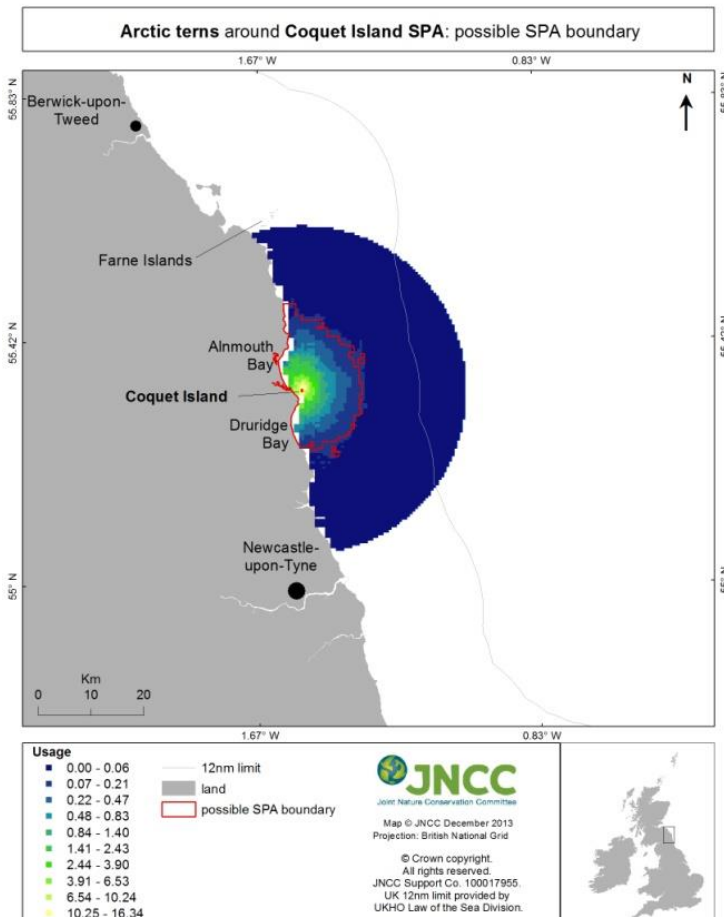 Arctic terns around Coquet Island SPA: possible SPA boundary
1.67° W
0.83° W
55.83° N
55.83° N
N
Berwick-upon-
Tweed
Farne Islands
55.42° N
55.42° N
Alnmouth
Bay
Coquet Island
Druridge
Bay
Newcastle-
upon-Tyne
55° N
55° N
Km
0 10 20
1.67° W
0.83° W
Usage
0.00 - 0.06
0.07 - 0.21
0.22 - 0.47
0.48 - 0.83
0.84 - 1.40
1.41 - 2.43
2.44 - 3.90
3.91 - 6.53
6.54 - 10.24
10.25 - 16.34
12nm limit
land
possible SPA boundary
JNCC
Joint Nature Conservation Committee
Map © JNCC December 2013
Projection: British National Grid
© Crown copyright.
All rights reserved.
JNCC Support Co. 100017955.
UK 12nm limit provided by
UKHO Law of the Sea Division.